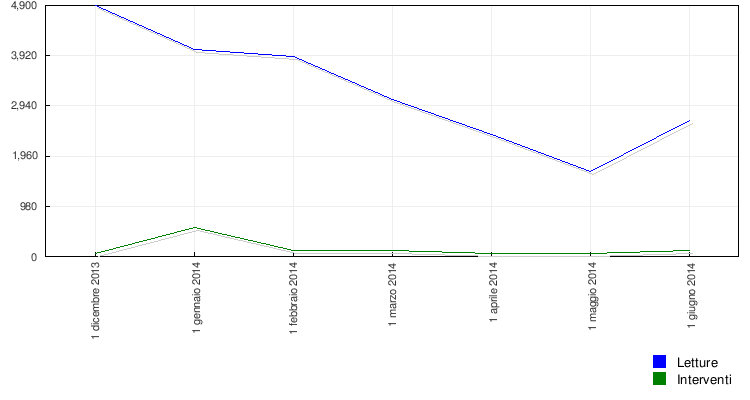 4,900
3,920
2,940
1,960
980
0
1 dicembre 2013
1 gennaio 2014
1 febbraio 2014
1 marzo 2014
1 aprile 2014
1 maggio 2014
1 giugno 2014
Letture
Interventi